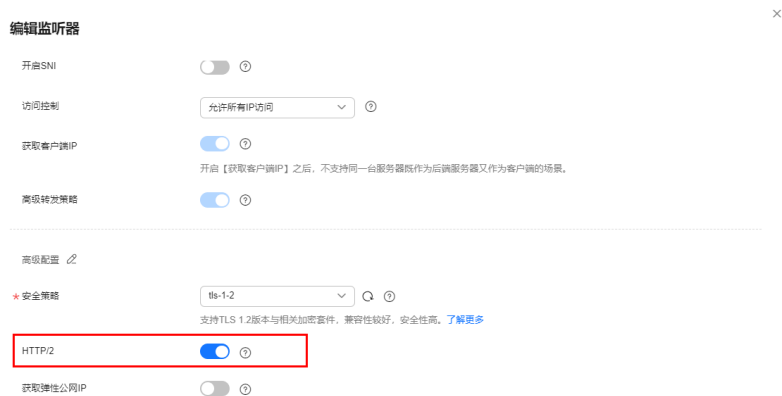 编辑监听器
开启SNI
访问控制 允许所有IP访问
获取客户端IP
开启【获取客户端IP】之后，不支持同一台服务器既作为后端服务器又作为客户端的场景。
高级转发策略
高级配置
* 安全策略 tls-1-2
支持TLS 1.2版本与相关加密套件，兼容性较好，安全性高。了解更多
HTTP/2
获取弹性公网IP